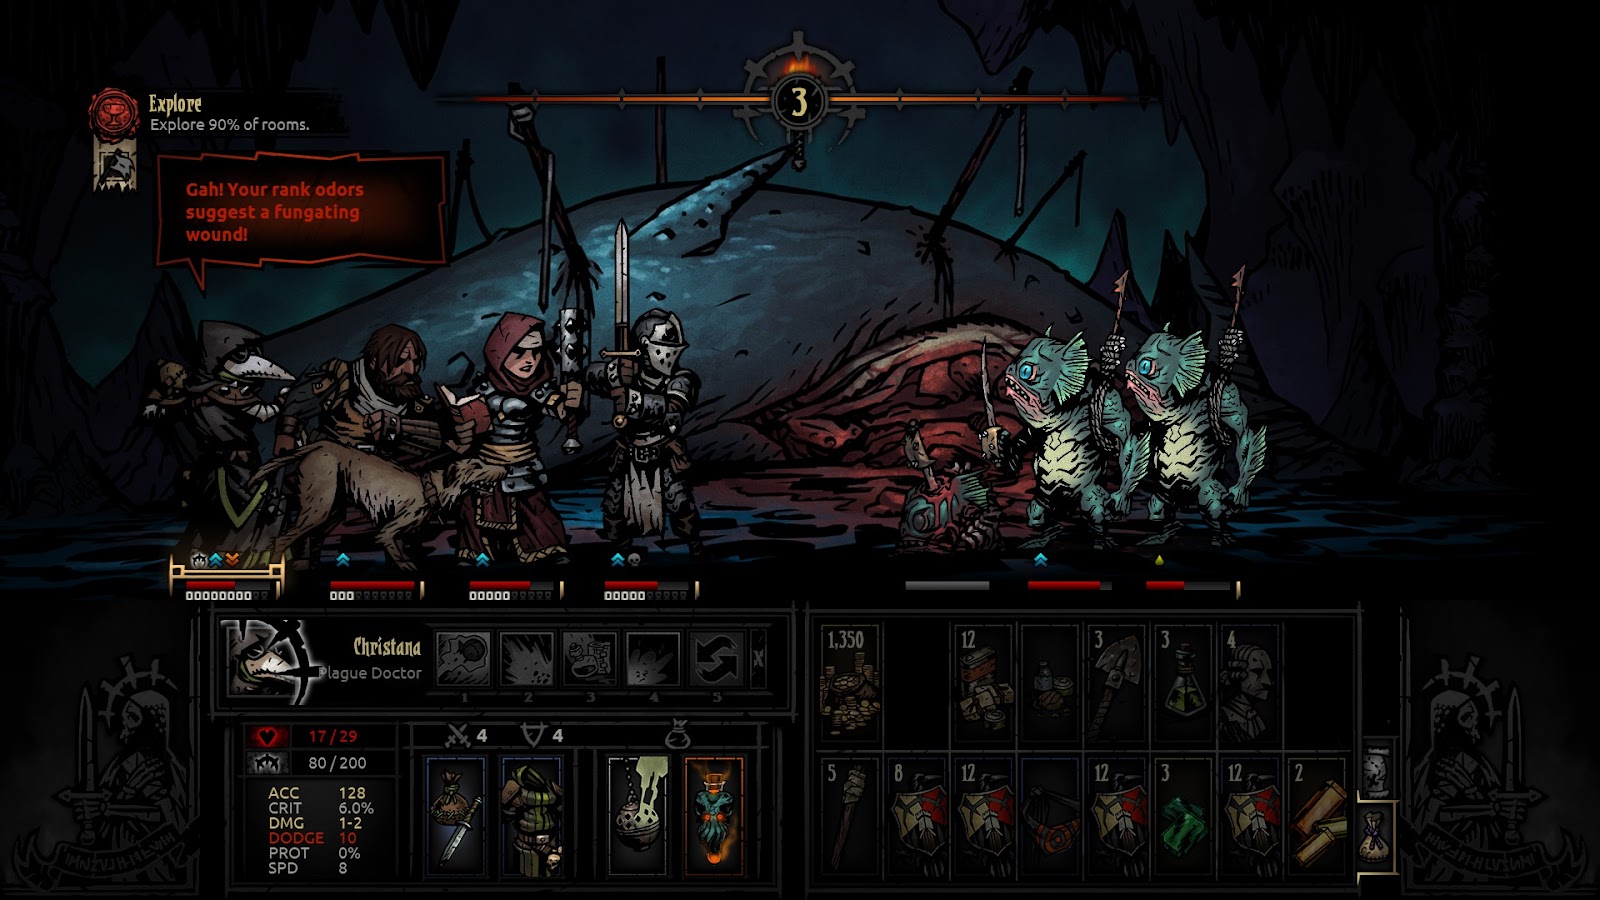 3
Explore
Explore 90% of rooms.
Gah! Your rank odors
suggest a fungating
wound!
Christana
Plague Doctor
1 2 3 4 5
17 / 29
80 / 200
4 4
ACC 128
CRIT 6.0%
DMG 1-2
DODGE 10
PROT 0%
SPD 8
1,350 12 3 3 4
5 8 12 12 3 12 2